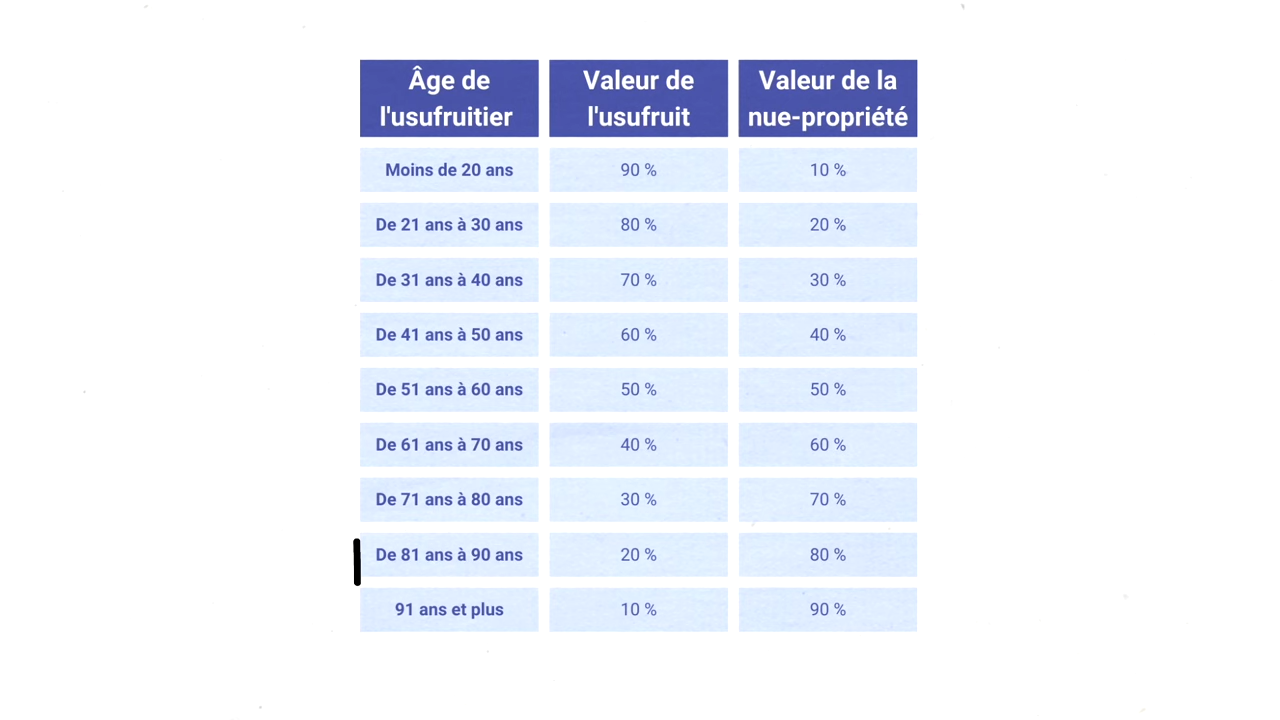 Âge de
l'usufruitier
Valeur de
l'usufruit
Valeur de la
nue-propriété
Moins de 20 ans 90 % 10 %
De 21 ans à 30 ans 80 % 20 %
De 31 ans à 40 ans 70 % 30 %
De 41 ans à 50 ans 60 % 40 %
De 51 ans à 60 ans 50 % 50 %
De 61 ans à 70 ans 40 % 60 %
De 71 ans à 80 ans 30 % 70 %
De 81 ans à 90 ans 20 % 80 %
91 ans et plus 10 % 90 %